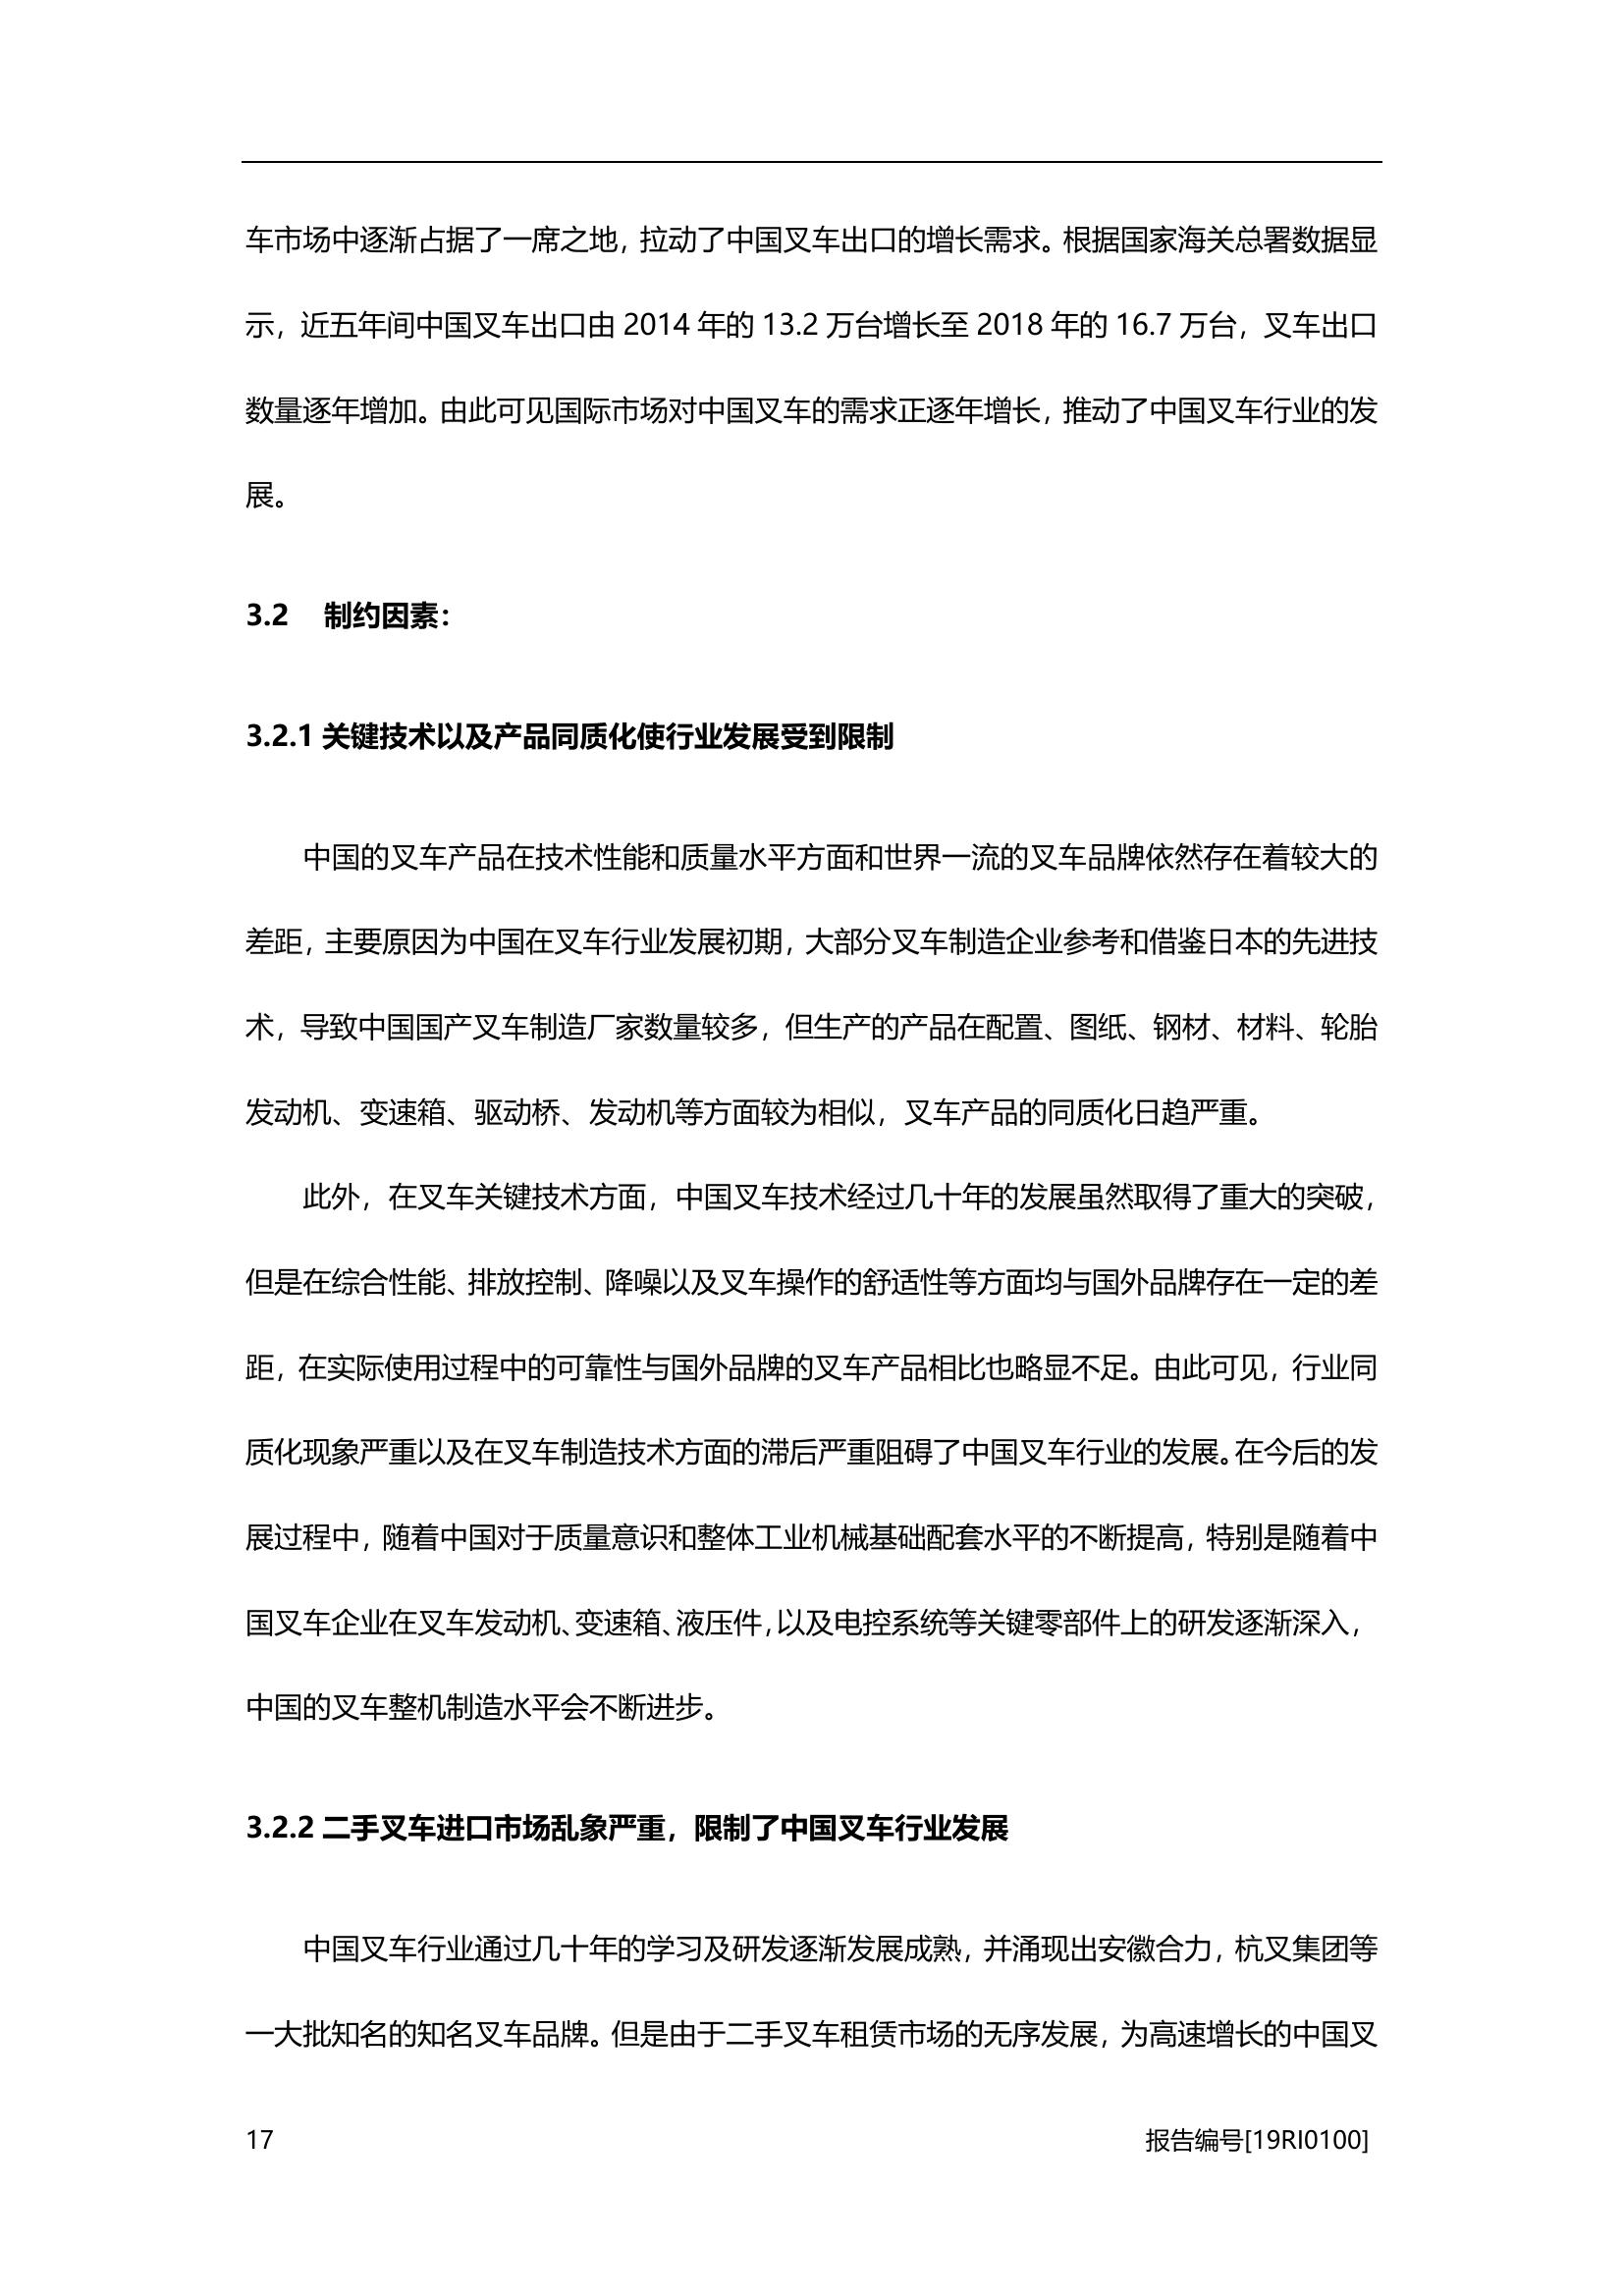 车市场中逐渐占据了一席之地，拉动了中国叉车出口的增长需求。根据国家海关总署数据显
示，近五年间中国叉车出口由 2014 年的 13.2 万台增长至 2018 年的 16.7 万台，叉车出口
数量逐年增加。由此可见国际市场对中国叉车的需求正逐年增长，推动了中国叉车行业的发
展。
3.2 制约因素：
3.2.1 关键技术以及产品同质化使行业发展受到限制
中国的叉车产品在技术性能和质量水平方面和世界一流的叉车品牌依然存在着较大的
差距，主要原因为中国在叉车行业发展初期，大部分叉车制造企业参考和借鉴日本的先进技
术，导致中国国产叉车制造厂家数量较多，但生产的产品在配置、图纸、钢材、材料、轮胎
发动机、变速箱、驱动桥、发动机等方面较为相似，叉车产品的同质化日趋严重。
此外，在叉车关键技术方面，中国叉车技术经过几十年的发展虽然取得了重大的突破，
但是在综合性能、排放控制、降噪以及叉车操作的舒适性等方面均与国外品牌存在一定的差
距，在实际使用过程中的可靠性与国外品牌的叉车产品相比也略显不足。由此可见，行业同
质化现象严重以及在叉车制造技术方面的滞后严重阻碍了中国叉车行业的发展。在今后的发
展过程中，随着中国对于质量意识和整体工业机械基础配套水平的不断提高，特别是随着中
国叉车企业在叉车发动机、变速箱、液压件，以及电控系统等关键零部件上的研发逐渐深入，
中国的叉车整机制造水平会不断进步。
3.2.2 二手叉车进口市场乱象严重，限制了中国叉车行业发展
中国叉车行业通过几十年的学习及研发逐渐发展成熟，并涌现出安徽合力，杭叉集团等
一大批知名的知名叉车品牌。但是由于二手叉车租赁市场的无序发展，为高速增长的中国叉
17 报告编号[19RI0100]